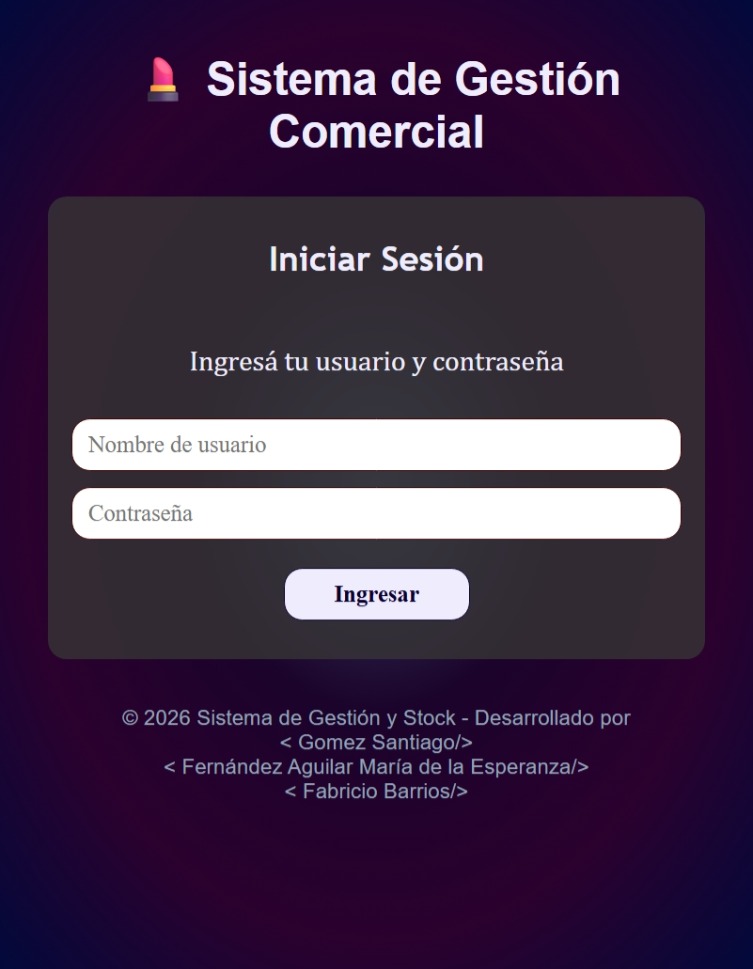 💄 Sistema de Gestión
Comercial
Iniciar Sesión
Ingresá tu usuario y contraseña
Nombre de usuario
Contraseña
Ingresar
© 2026 Sistema de Gestión y Stock - Desarrollado por
< Gomez Santiago/>
< Fernández Aguilar María de la Esperanza/>
< Fabricio Barrios/>